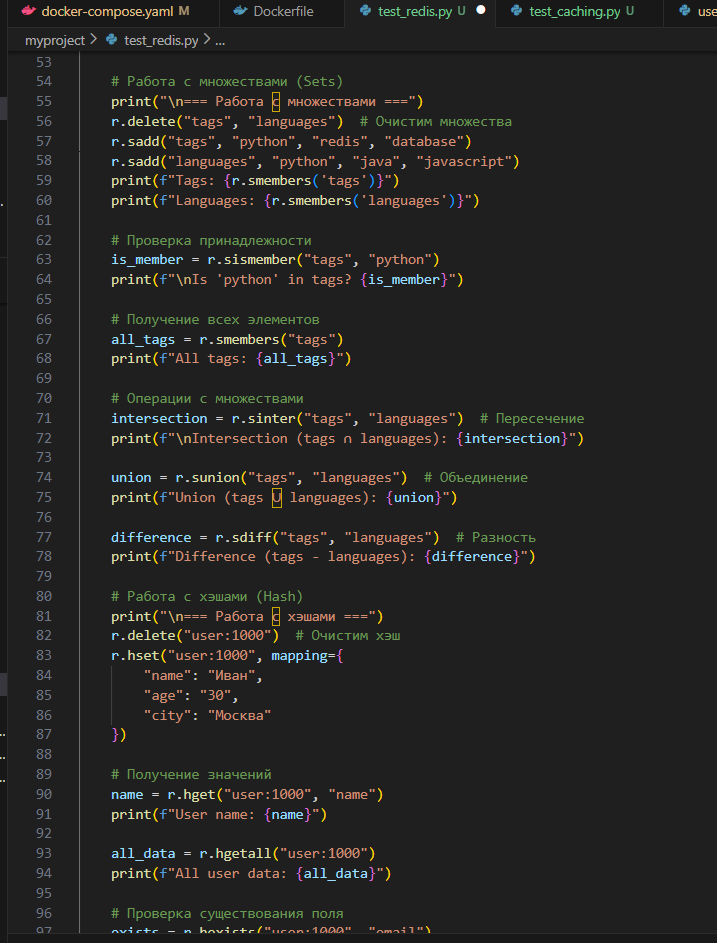 docker-compose.yaml M Dockerfile test_redis.py U test_caching.py U use
myproject > test_redis.py > ...
53
54 # Работа с множествами (Sets)
55 print("\n=== Работа с множествами ===")
56 r.delete("tags", "languages")  # Очистим множества
57 r.sadd("tags", "python", "redis", "database")
58 r.sadd("languages", "python", "java", "javascript")
59 print(f"Tags: {r.smembers('tags')}")
60 print(f"Languages: {r.smembers('languages')}")
61
62 # Проверка принадлежности
63 is_member = r.sismember("tags", "python")
64 print(f"\nIs 'python' in tags? {is_member}")
65
66 # Получение всех элементов
67 all_tags = r.smembers("tags")
68 print(f"All tags: {all_tags}")
69
70 # Операции с множествами
71 intersection = r.sinter("tags", "languages")  # Пересечение
72 print(f"\nIntersection (tags ∩ languages): {intersection}")
73
74 union = r.sunion("tags", "languages")  # Объединение
75 print(f"Union (tags ∪ languages): {union}")
76
77 difference = r.sdiff("tags", "languages")  # Разность
78 print(f"Difference (tags - languages): {difference}")
79
80 # Работа с хэшами (Hash)
81 print("\n=== Работа с хэшами ===")
82 r.delete("user:1000")  # Очистим хэш
83 r.hset("user:1000", mapping={
84 "name": "Иван",
85 "age": "30",
86 "city": "Москва"
87 })
88
89 # Получение значений
90 name = r.hget("user:1000", "name")
91 print(f"User name: {name}")
92
93 all_data = r.hgetall("user:1000")
94 print(f"All user data: {all_data}")
95
96 # Проверка существования поля
97 exists = r.hexists("user:1000", "email")